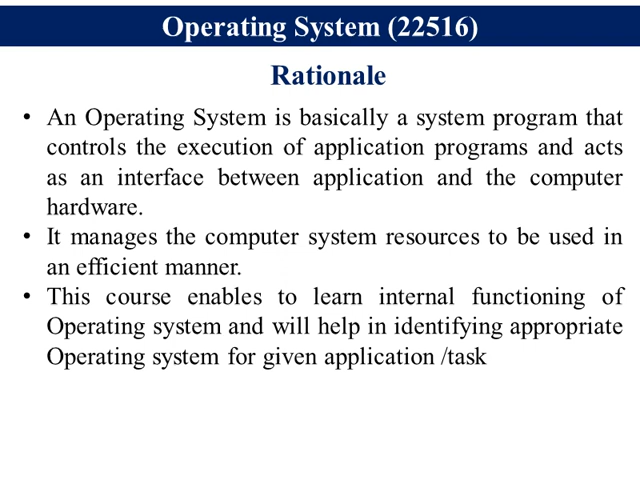 Operating System (22516)
Rationale
• An Operating System is basically a system program that
controls the execution of application programs and acts
as an interface between application and the computer
hardware.
• It manages the computer system resources to be used in
an efficient manner.
• This course enables to learn internal functioning of
Operating system and will help in identifying appropriate
Operating system for given application /task